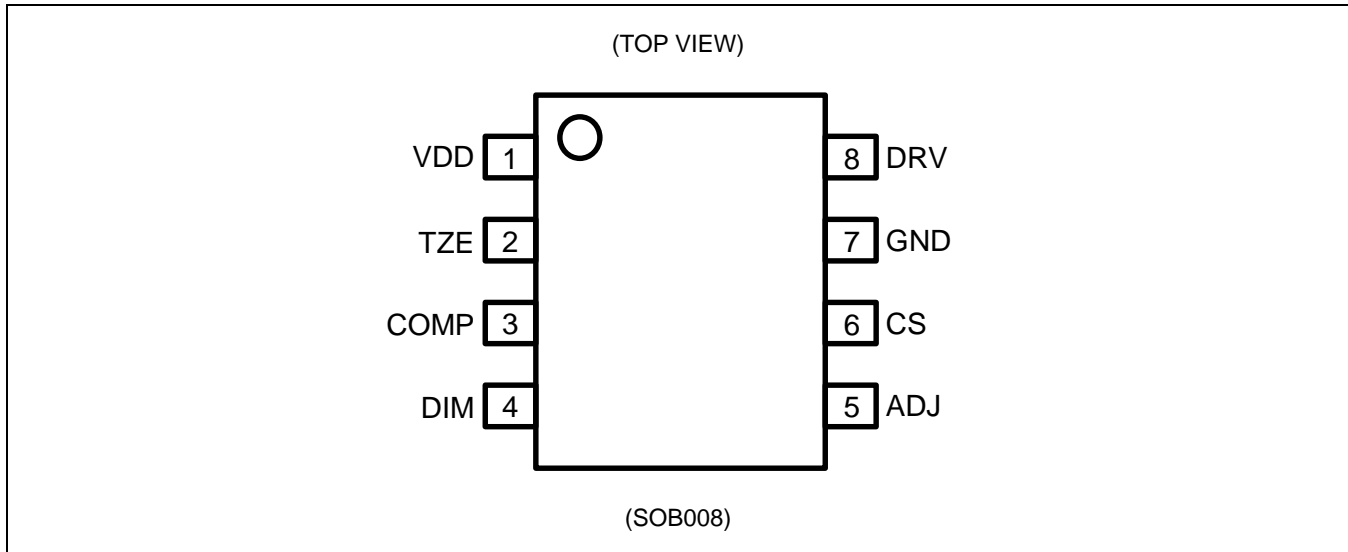 (TOP VIEW)
VDD 1 8 DRV
TZE 2 7 GND
COMP 3 6 CS
DIM 4 5 ADJ
(SOB008)